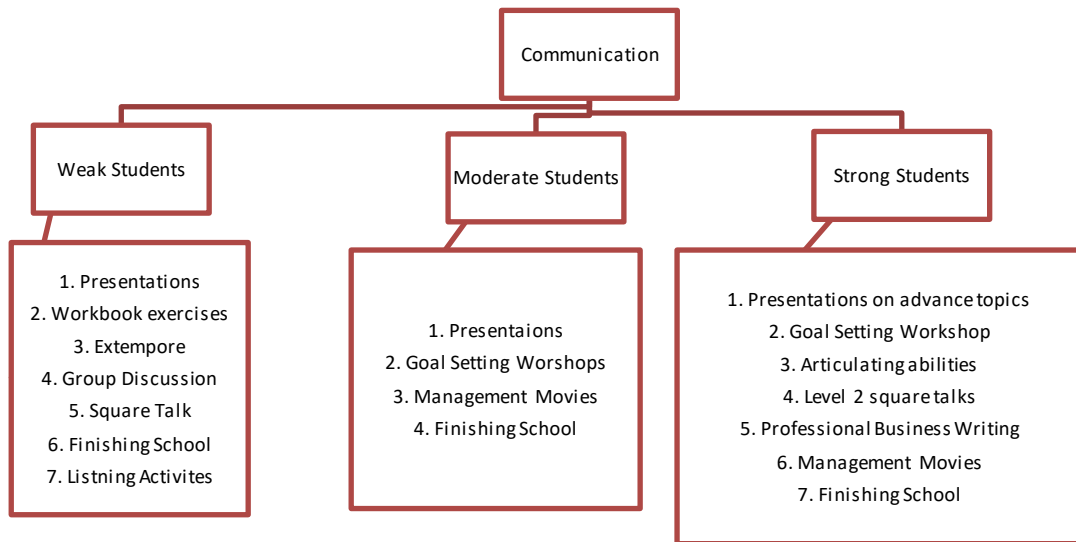 Communication
Weak Students
Moderate Students
Strong Students
1. Presentations
2. Workbook exercises
3. Extempore
4. Group Discussion
5. Square Talk
6. Finishing School
7. Listning Activites
1. Presentaions
2. Goal Setting Worshops
3. Management Movies
4. Finishing School
1. Presentations on advance topics
2. Goal Setting Workshop
3. Articulating abilities
4. Level 2 square talks
5. Professional Business Writing
6. Management Movies
7. Finishing School